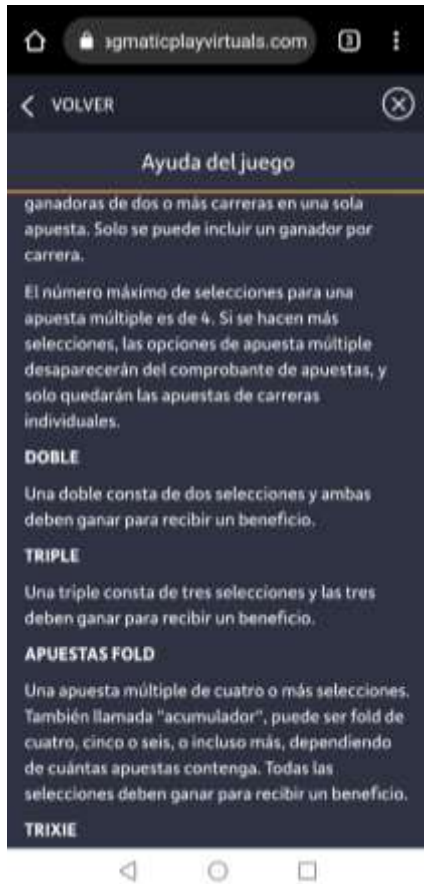 agmaticplayvirtuals.com
3
VOLVER
Ayuda del juego
ganadoras de dos o más carreras en una sola
apuesta. Solo se puede incluir un ganador por
carrera.
El número máximo de selecciones para una
apuesta múltiple es de 4. Si se hacen más
selecciones, las opciones de apuesta múltiple
desaparecerán del comprobante de apuestas, y
solo quedarán las apuestas de carreras
individuales.
DOBLE
Una doble consta de dos selecciones y ambas
deben ganar para recibir un beneficio.
TRIPLE
Una triple consta de tres selecciones y las tres
deben ganar para recibir un beneficio.
APUESTAS FOLD
Una apuesta múltiple de cuatro o más selecciones.
También llamada "acumulador", puede ser fold de
cuatro, cinco o seis, o incluso más, dependiendo
de cuántas apuestas contenga. Todas las
selecciones deben ganar para recibir un beneficio.
TRIXIE